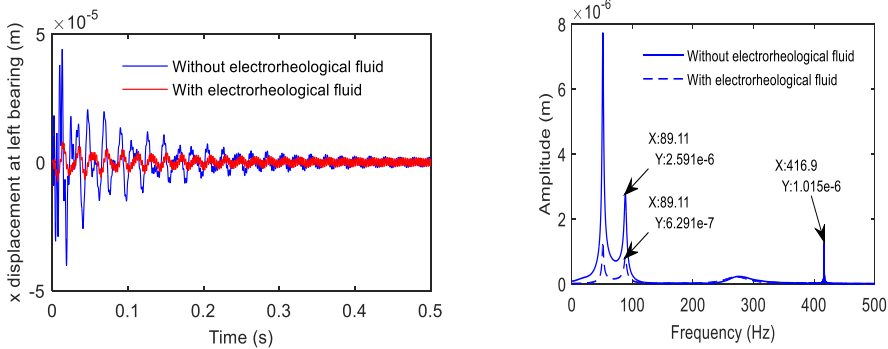 ×10⁻⁵
5
0
-5
x displacement at left bearing (m)
Without electrorheological fluid
With electrorheological fluid
0
0.1
0.2
0.3
0.4
0.5
Time (s)
×10⁻⁶
8
6
4
2
0
Amplitude (m)
Without electrorheological fluid
With electrorheological fluid
X:89.11
Y:2.591e-6
X:89.11
Y:6.291e-7
X:416.9
Y:1.015e-6
0
100
200
300
400
500
Frequency (Hz)